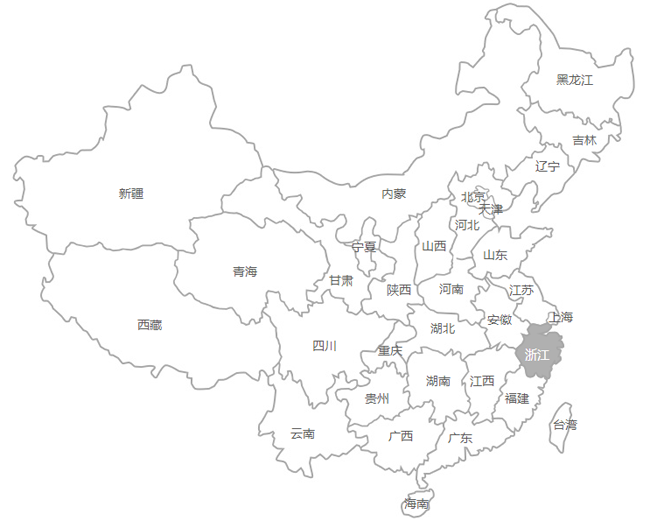 黑龙江
吉林
辽宁
新疆
内蒙
北京
天津
河北
宁夏
山西
山东
青海
甘肃
陕西
河南
江苏
西藏
安徽
上海
湖北
四川
重庆
浙江
湖南
江西
贵州
福建
云南
广西
广东
台湾
海南